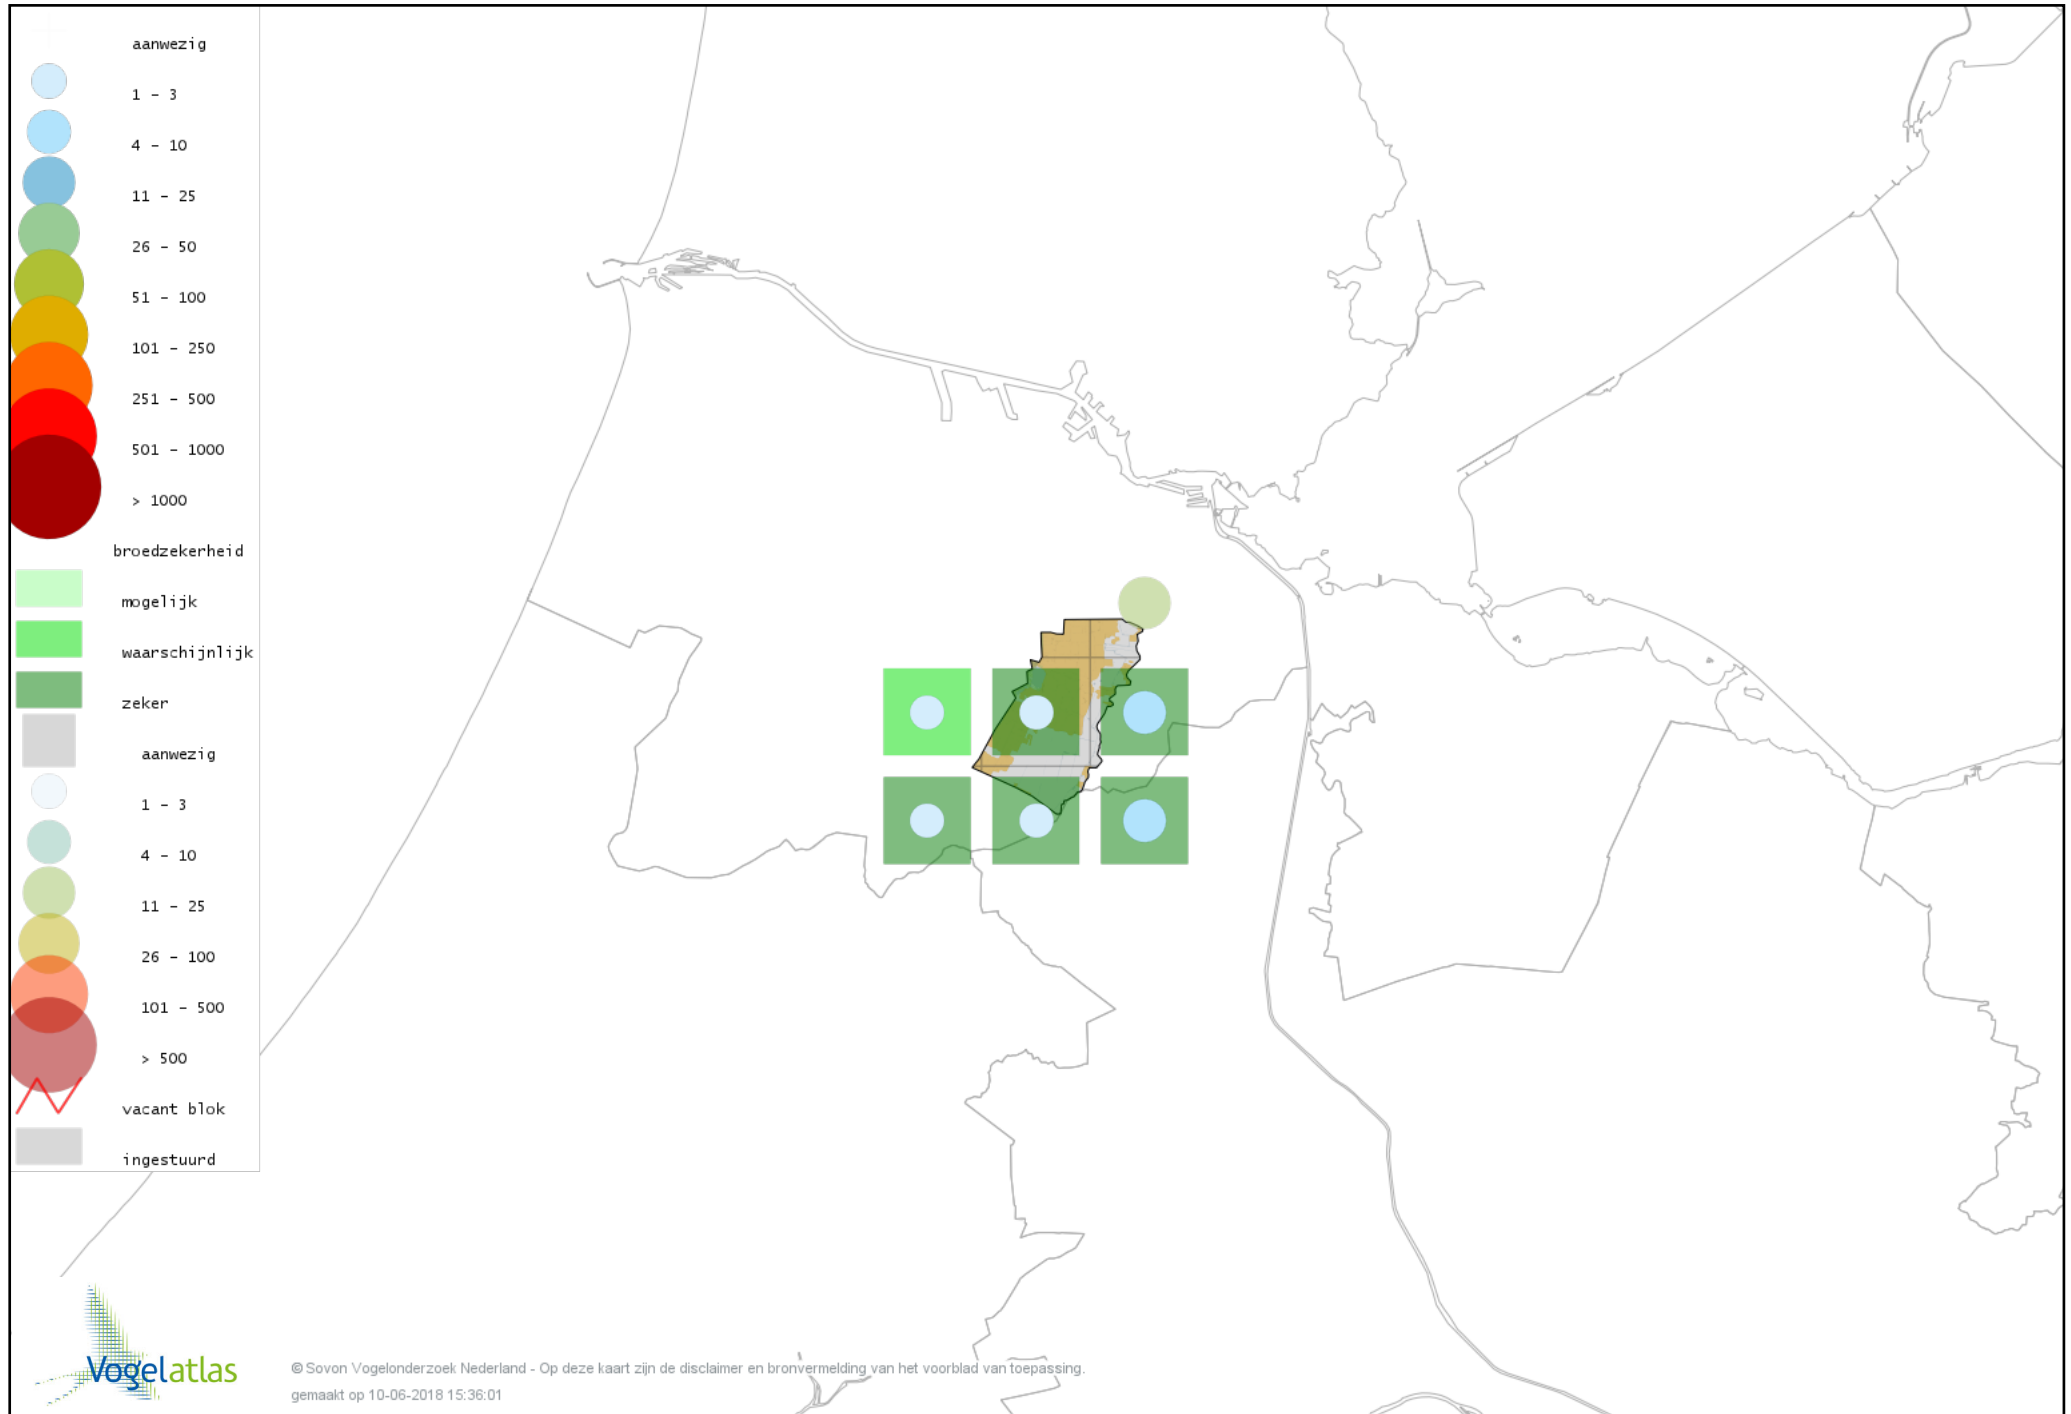 aanwezig
1 - 3
4 - 10
11 - 25
26 - 50
51 - 100
101 - 250
251 - 500
501 - 1000
> 1000
broedzekerheid
mogelijk
waarschijnlijk
zeker
aanwezig
1 - 3
4 - 10
11 - 25
26 - 100
101 - 500
> 500
vacant blok
ingestuurd
Vogelatlas
© Sovon Vogelonderzoek Nederland - Op deze kaart zijn de disclaimer en bronvermelding van het voorblad van toepassing.
gemaakt op 10-06-2018 15:36:01